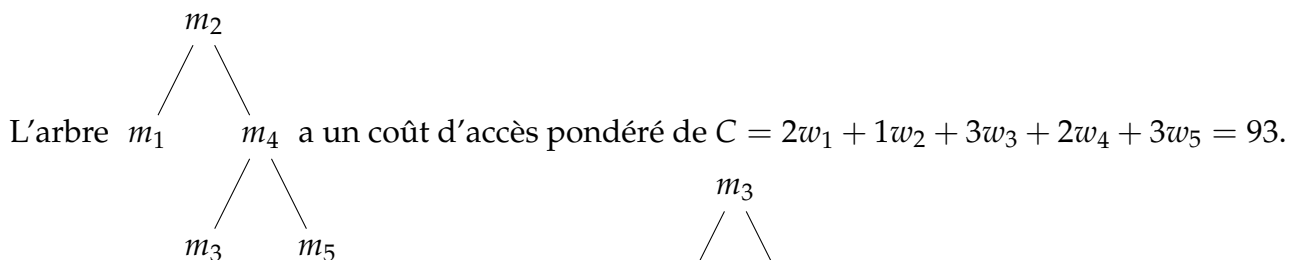 m₂
L'arbre m₁ m₄ a un coût d'accès pondéré de C = 2w₁ + 1w₂ + 3w₃ + 2w₄ + 3w₅ = 93.
m₃
m₃ m₅